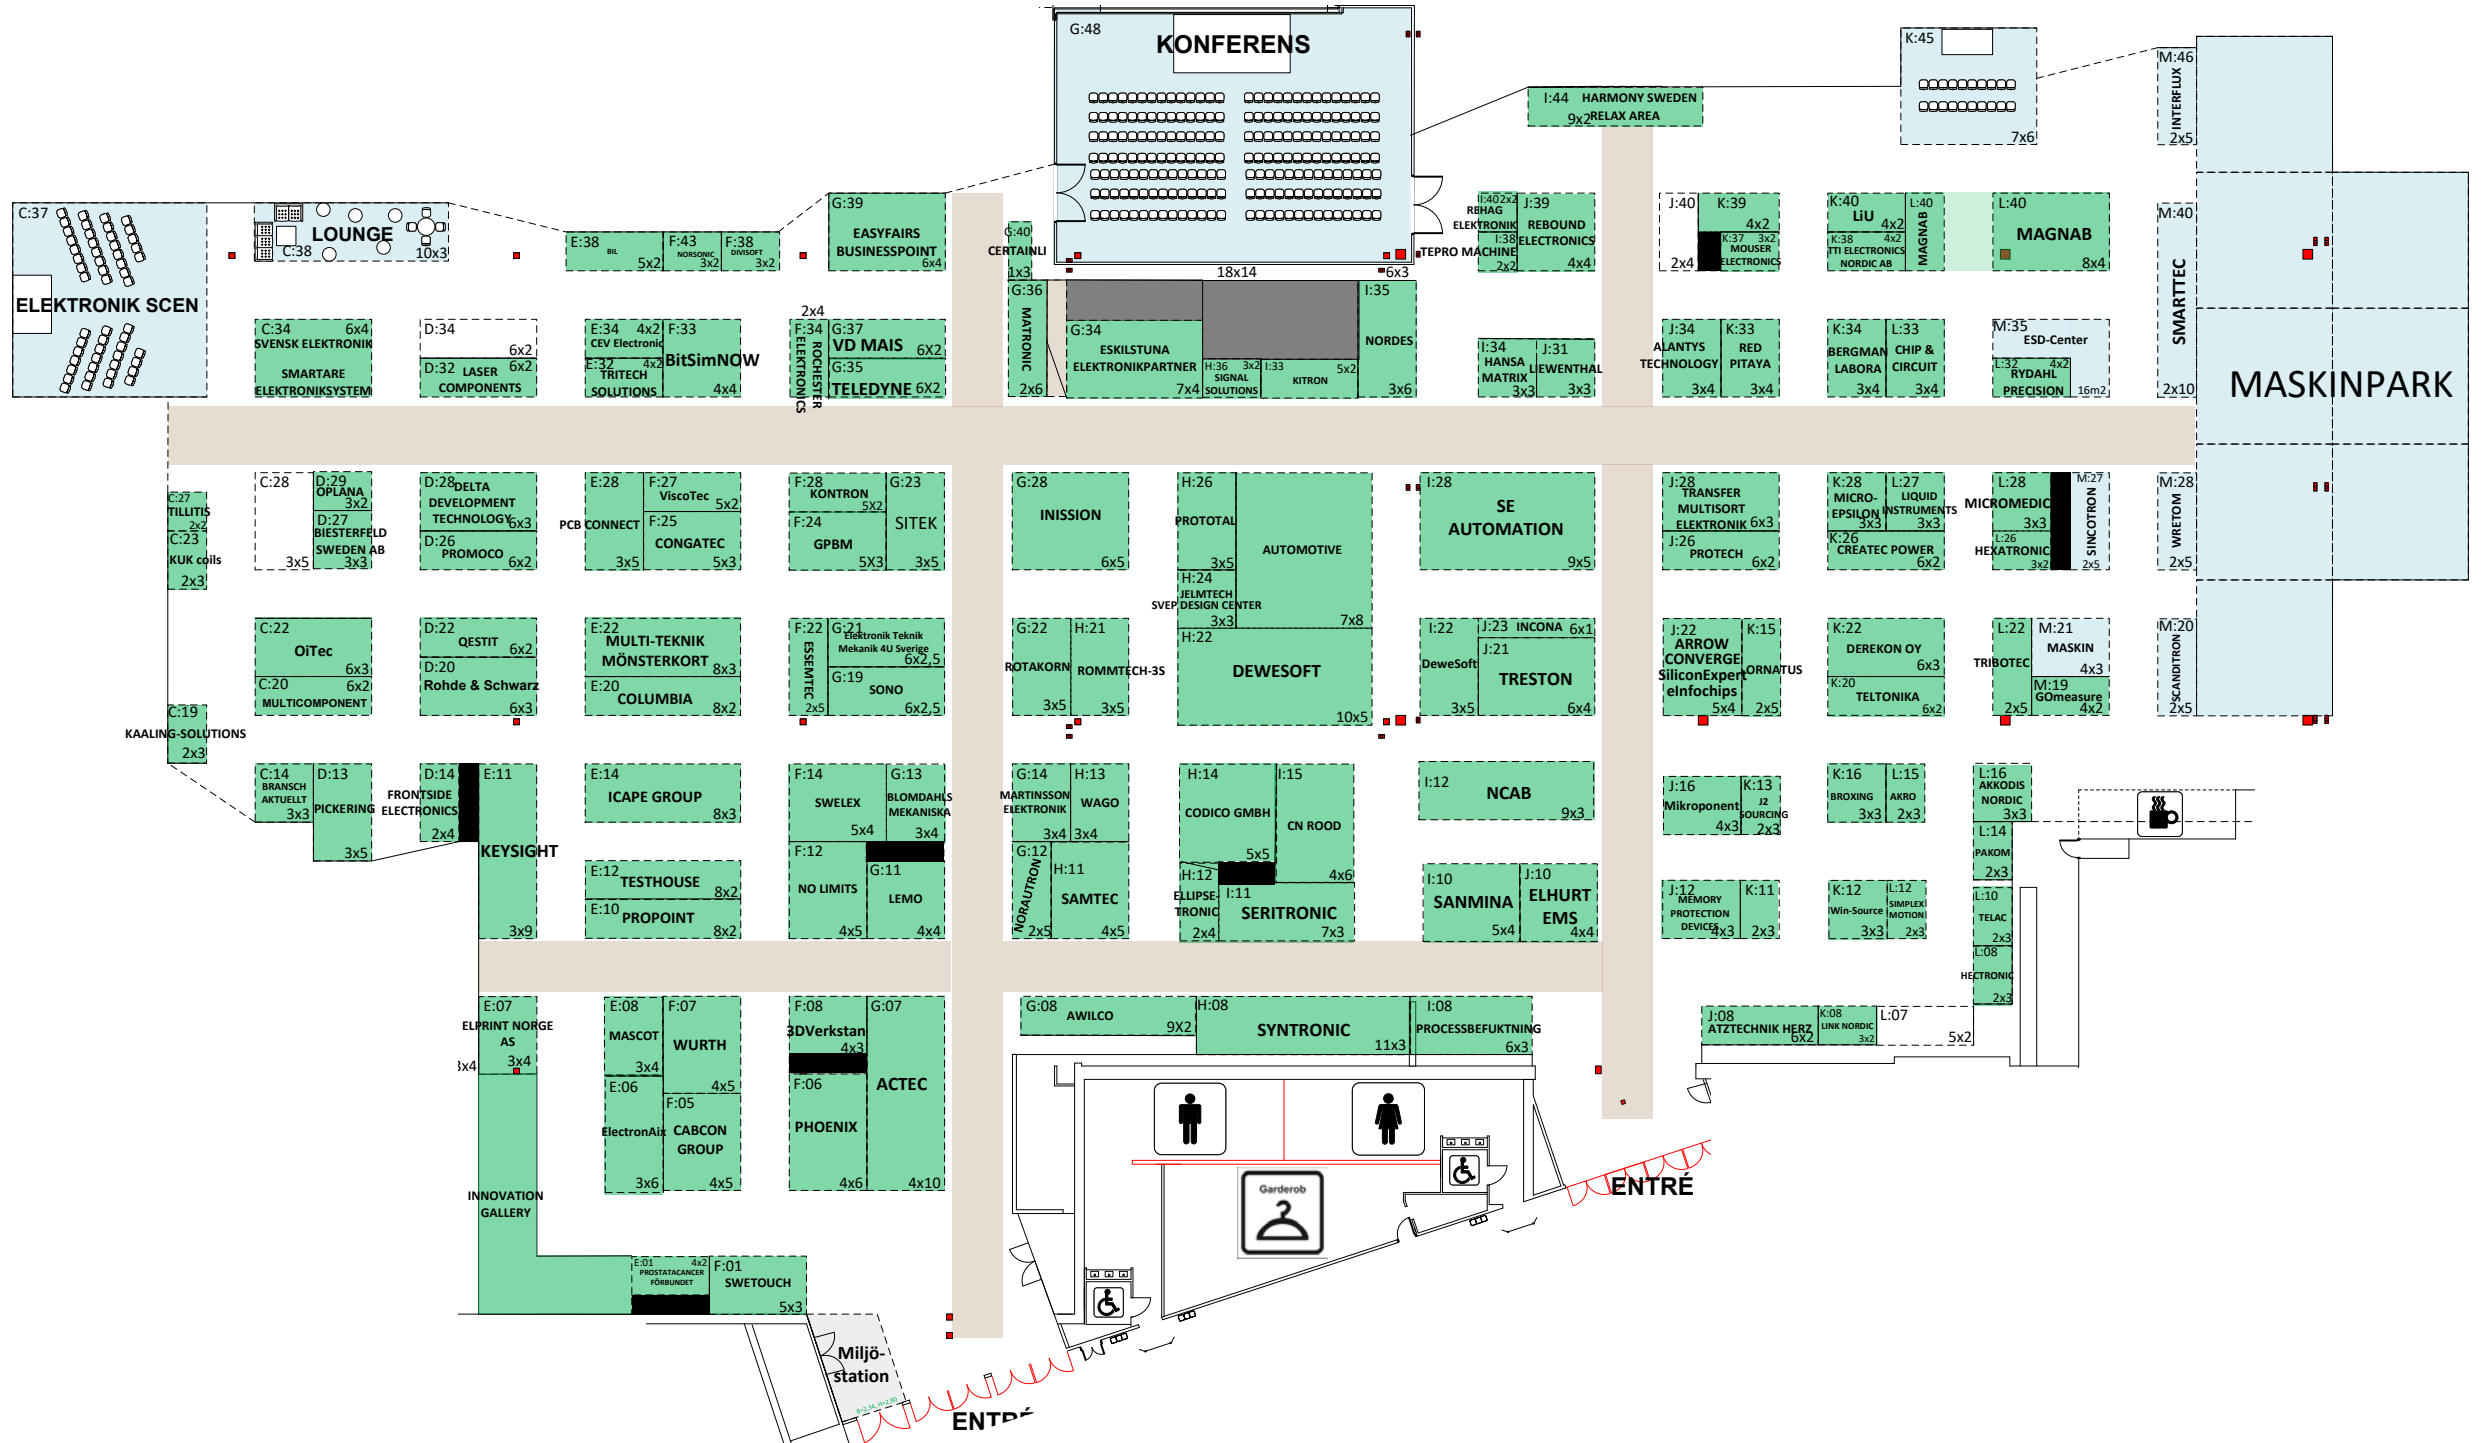 G:48
KONFERENS
18x14
K:45
7x6
M:46
INTERFLUX
2x5
I:44 HARMONY SWEDEN
RELAX AREA
9x2
C:37
ELEKTRONIK SCEN
LOUNGE
C:38
10x3
E:38
BIL
5x2
F:43
NORSONIC
3x2
F:38
DIVISOFT
3x2
G:39
EASYFAIRS
BUSINESSPOINT
6x4
G:40
CERTAINLI
1x3
6x3
I:40
2x2
REHAG
ELEKTRONIK
I:38
TEPRO MACHINE
2x2
J:39
REBOUND
ELECTRONICS
4x4
J:40
2x4
K:39
4x2
K:37 3x2
MOUSER
ELECTRONICS
K:40
LiU
4x2
K:38 4x2
TTI ELECTRONICS
NORDIC AB
L:40
MAGNAB
L:40
MAGNAB
8x4
M:40
SMARTTEC
2x10
MASKINPARK
C:34 6x4
SVENSK ELEKTRONIK
SMARTARE
ELEKTRONIKSYSTEM
D:34
6x2
D:32
6x2
LASER
COMPONENTS
E:34 4x2
CEV Electronic
E:32 4x2
TRITECH
SOLUTIONS
F:33
BitSimNOW
4x4
2x4
F:34
ROCHESTER
ELEKTRONICS
G:37
VD MAIS
6X2
G:35
TELEDYNE
6X2
G:36
MATRONIC
2x6
G:34
ESKILSTUNA
ELEKTRONIKPARTNER
7x4
H:36 3x2
SIGNAL
SOLUTIONS
I:33 5x2
KITRON
I:35
NORDES
3x6
I:34
HANSA
MATRIX
3x3
J:31
LIEWENTHAL
3x3
J:34
ALANTYS
TECHNOLOGY
3x4
K:33
RED
PITAYA
3x4
K:34
BERGMAN
LABORA
3x4
L:33
CHIP &
CIRCUIT
3x4
M:35
ESD-Center
16m2
L:32 4x2
RYDAHL
PRECISION
C:27
TILLITIS
2x2
C:23
KUK coils
2x3
C:28
3x5
D:29
OPLANA
3x2
D:27
BIESTERFELD
SWEDEN AB
3x3
D:28
DELTA
DEVELOPMENT
TECHNOLOGY
6x3
D:26
PROMOCO
6x2
E:28
PCB CONNECT
3x5
F:27
ViscoTec
5x2
F:25
CONGATEC
5x3
F:28
KONTRON
5X2
F:24
GPBM
5X3
G:23
SITEK
3x5
G:28
INISSION
6x5
H:26
PROTOTAL
3x5
H:24
JELMTECH
SVEP DESIGN CENTER
3x3
AUTOMOTIVE
7x8
I:28
SE
AUTOMATION
9x5
J:28
TRANSFER
MULTISORT
ELEKTRONIK
6x3
J:26
PROTECH
6x2
K:28
MICRO-
EPSILON
3x3
L:27
LIQUID
INSTRUMENTS
3x3
K:26
CREATEC POWER
6x2
L:28
MICROMEDIC
3x3
L:26
HEXATRONIC
3x2
M:27
SINCOTRON
2x5
M:28
WRETOM
2x5
C:22
OiTec
6x3
C:20 6x2
MULTICOMPONENT
D:22
QESTIT
6x2
D:20
Rohde & Schwarz
6x3
E:22
MULTI-TEKNIK
MÖNSTERKORT
8x3
E:20
COLUMBIA
8x2
F:22
ESSEMTEC
2x5
G:21
Elektronik Teknik
Mekanik 4U Sverige
6x2,5
G:19
SONO
6x2,5
G:22
ROTAKORN
3x5
H:21
ROMMTECH-3S
3x5
H:22
DEWESOFT
10x5
I:22
DeweSoft
3x5
J:23 INCONA 6x1
J:21
TRESTON
6x4
J:22
ARROW
CONVERGE
SiliconExpert
eInfochips
5x4
K:15
ORNATUS
2x5
K:22
DEREKON OY
6x3
K:20
TELTONIKA
6x2
L:22
TRIBOTEC
2x5
M:21
MASKIN
4x3
M:19
GOmeasure
4x2
M:20
SCANDITRON
2x5
C:19
KAALING-SOLUTIONS
2x3
C:14
BRANSCH
AKTUELLT
3x3
D:13
PICKERING
3x5
D:14
FRONTSIDE
ELECTRONICS
2x4
E:11
KEYSIGHT
3x9
E:14
ICAPE GROUP
8x3
E:12
TESTHOUSE
8x2
E:10
PROPOINT
8x2
F:14
SWELEX
5x4
G:13
BLOMDAHLS
MEKANISKA
3x4
F:12
NO LIMITS
4x5
G:11
LEMO
4x4
G:14
MARTINSSON
ELEKTRONIK
3x4
H:13
WAGO
3x4
G:12
NORAUTRON
2x5
H:11
SAMTEC
4x5
H:14
CODICO GMBH
5x5
I:15
CN ROOD
4x6
H:12
ELLIPSE-
TRONIC
2x4
I:11
SERITRONIC
7x3
I:12
NCAB
9x3
I:10
SANMINA
5x4
J:10
ELHURT
EMS
4x4
J:16
Mikroponent
4x3
K:13
J2
SOURCING
2x3
J:12
MEMORY
PROTECTION
DEVICES
4x3
K:11
2x3
K:16
BROXING
3x3
L:15
AKRO
2x3
K:12
Win-Source
3x3
L:12
SIMPLEX
MOTION
2x3
L:16
AKKODIS
NORDIC
3x3
L:14
PAKOM
2x3
L:10
TELAC
2x3
L:08
HECTRONIC
2x3
E:07
ELPRINT NORGE
AS
3x4
3x4
E:08
MASCOT
3x4
F:07
WURTH
4x5
E:06
ElectronAix
3x6
F:05
CABCON
GROUP
4x5
F:08
3DVerkstan
4x3
F:06
PHOENIX
4x6
G:07
ACTEC
4x10
G:08
AWILCO
9X2
H:08
SYNTRONIC
11x3
I:08
PROCESSBEFUKTNING
6x3
J:08
ATZTECHNIK HERZ
6x2
K:08
LINK NORDIC
3x2
L:07
5x2
INNOVATION
GALLERY
E:01 4x2
PROSTATACANCER
FÖRBUNDET
F:01
SWETOUCH
5x3
Garderob
ENTRÉ
Miljö-
station
B=2,34, H=2,90
ENTRÉ